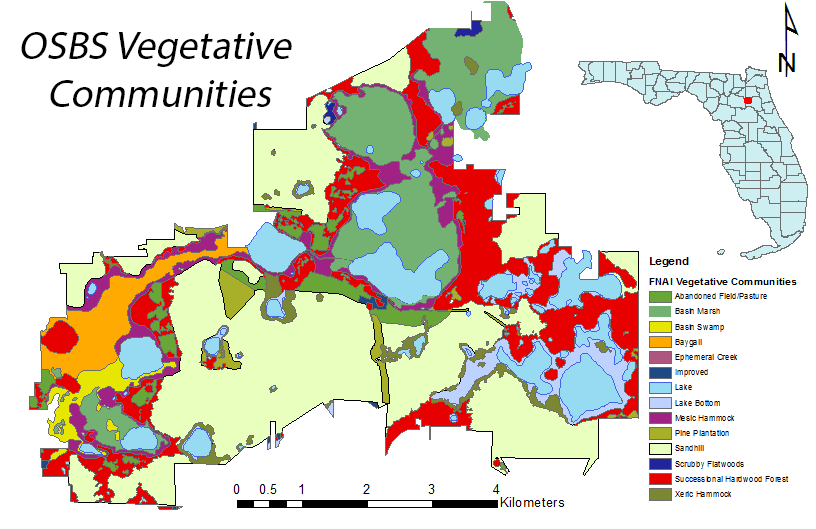 OSBS Vegetative
Communities
N
Legend
FNAI Vegetative Communities
Abandoned Field/Pasture
Basin Marsh
Basin Swamp
Baygall
Ephemeral Creek
Improved
Lake
Lake Bottom
Mesic Hammock
Pine Plantation
Sandhill
Scrubby Flatwoods
Successional Hardwood Forest
Xeric Hammock
0 0.5 1 2 3 4
Kilometers